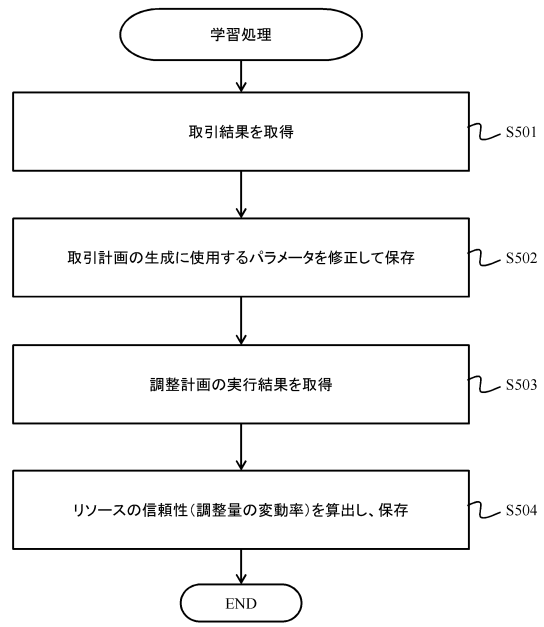 学習処理
取引結果を取得
S501
取引計画の生成に使用するパラメータを修正して保存
S502
調整計画の実行結果を取得
S503
リソースの信頼性（調整量の変動率）を算出し、保存
S504
END